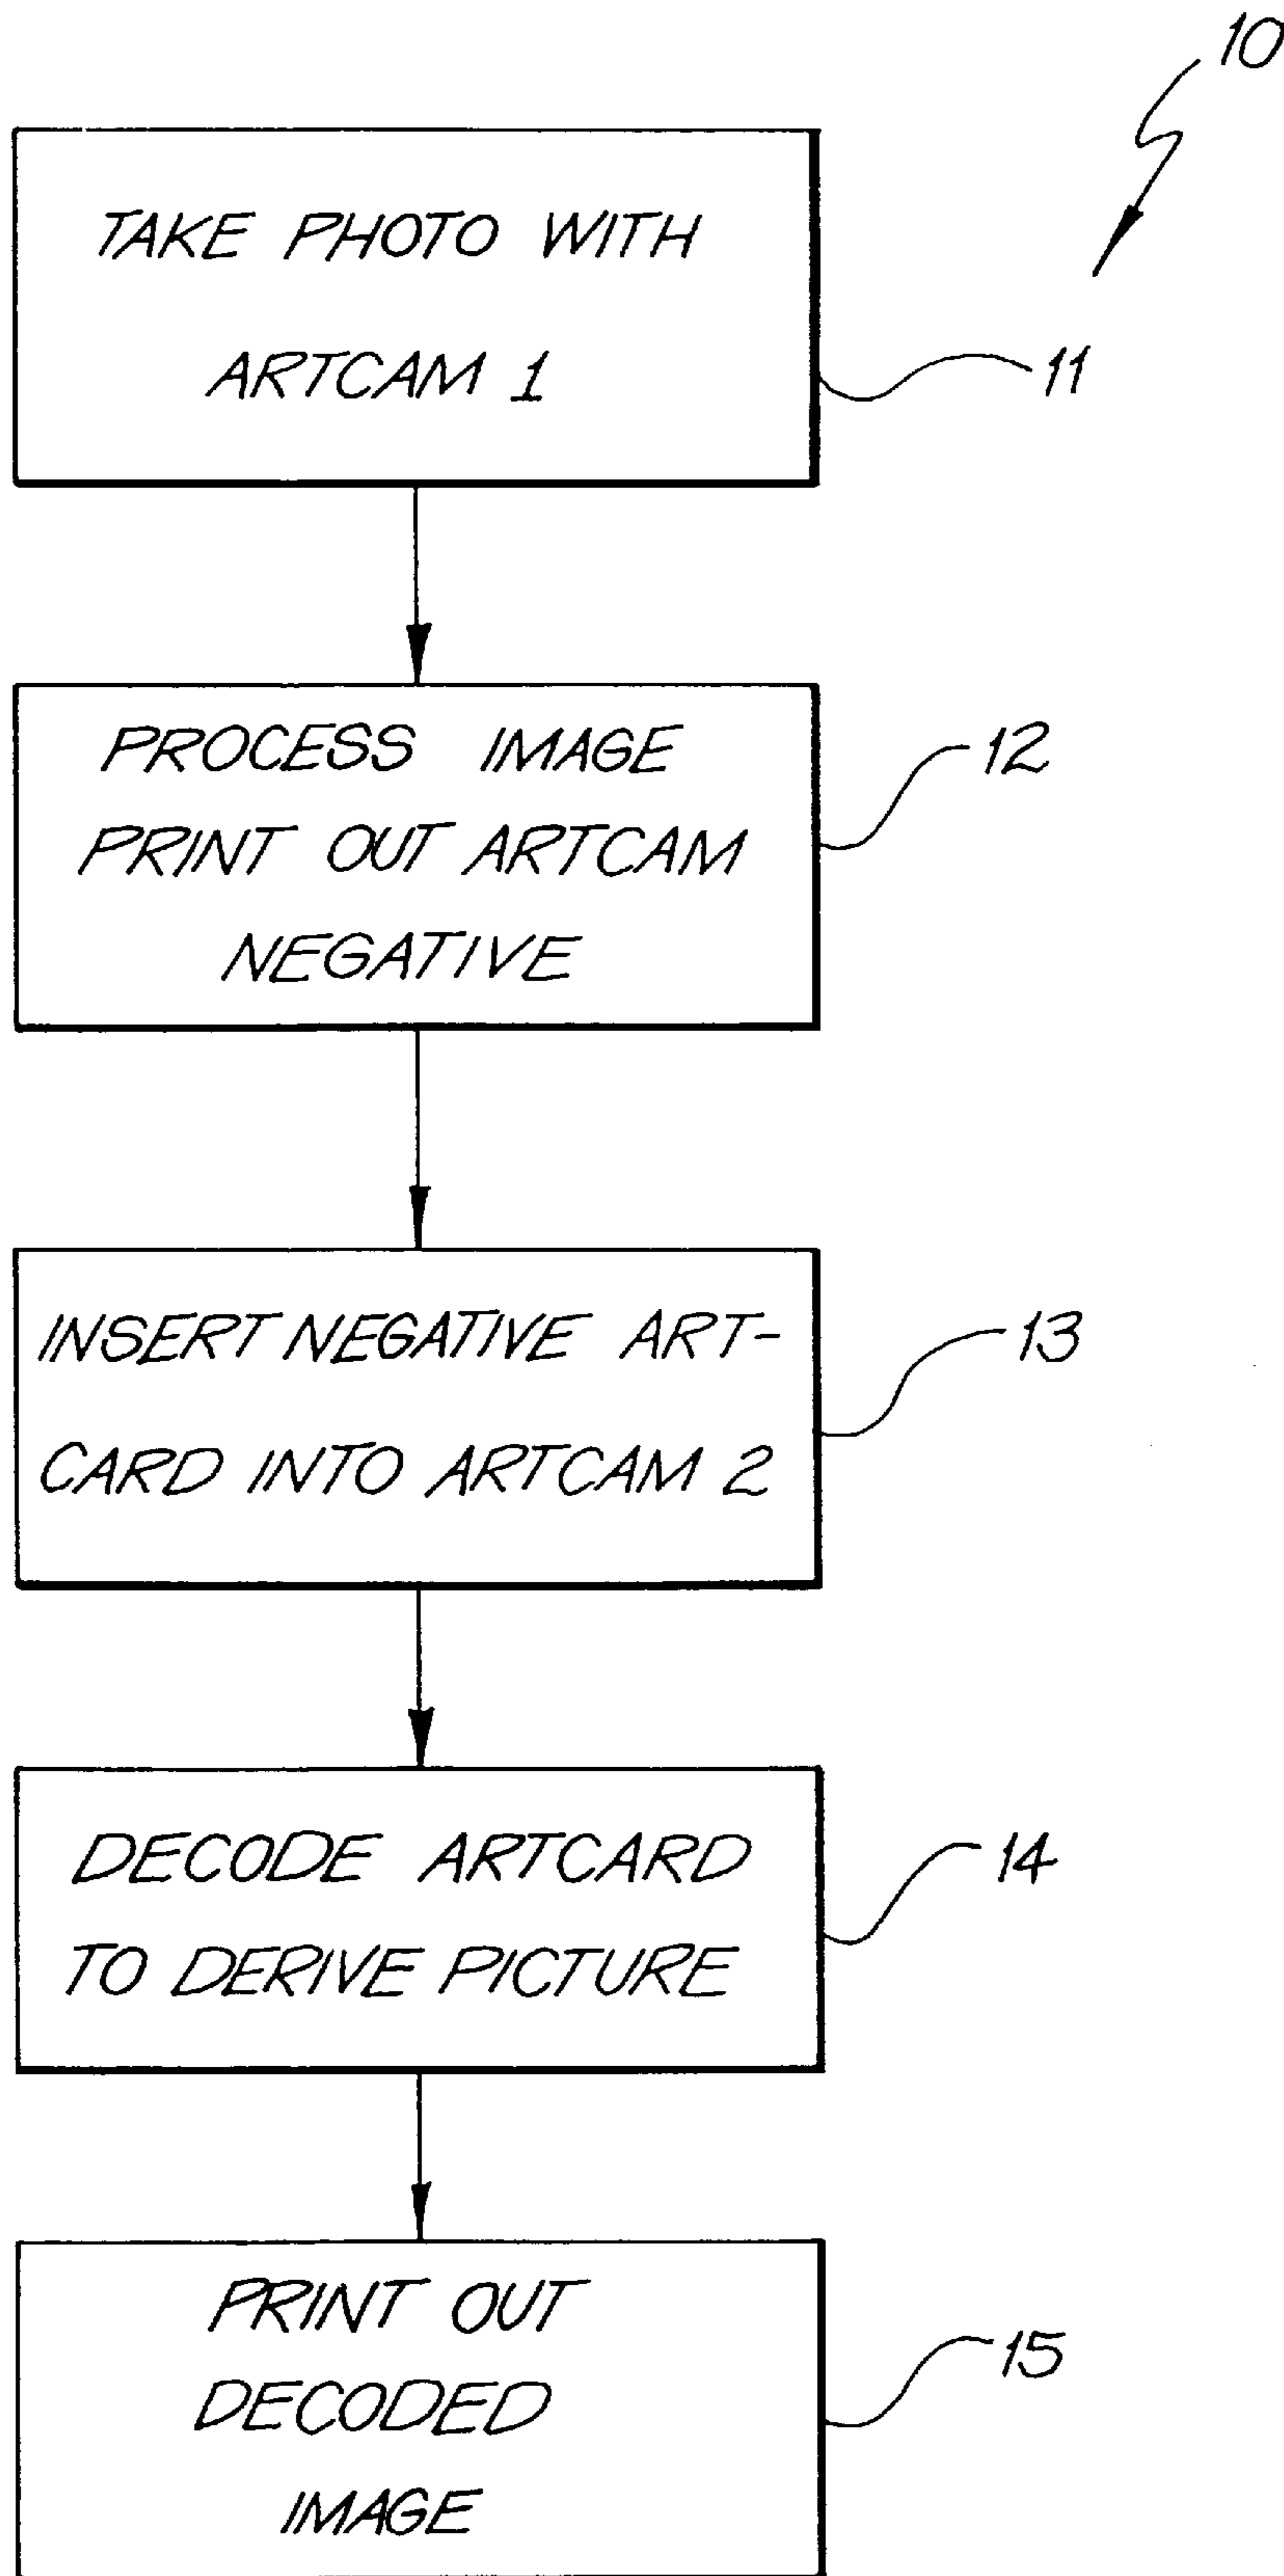 10
TAKE PHOTO WITH
ARTCAM 1
11
PROCESS IMAGE
PRINT OUT ARTCAM
NEGATIVE
12
INSERT NEGATIVE ART-
CARD INTO ARTCAM 2
13
DECODE ARTCARD
TO DERIVE PICTURE
14
PRINT OUT
DECODED
IMAGE
15